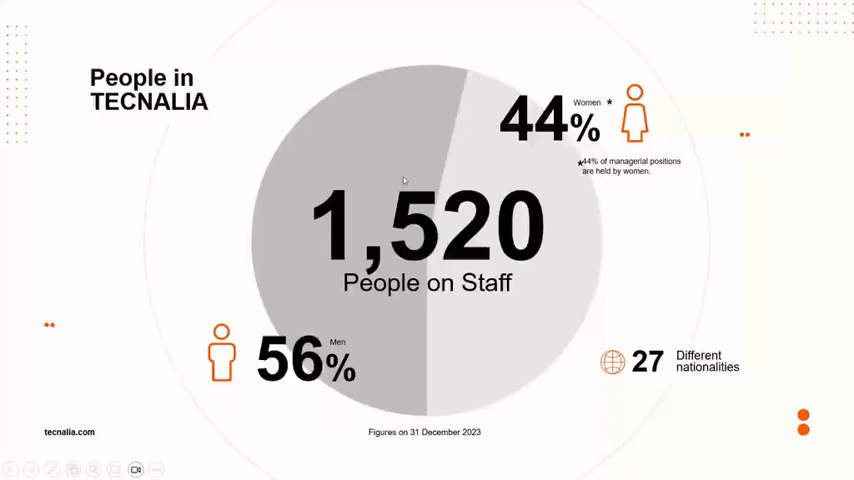 People in
TECNALIA
44%
Women *
*44% of managerial positions
are held by women.
1,520
People on Staff
56%
Men
27
Different
nationalities
tecnalia.com
Figures on 31 December 2023